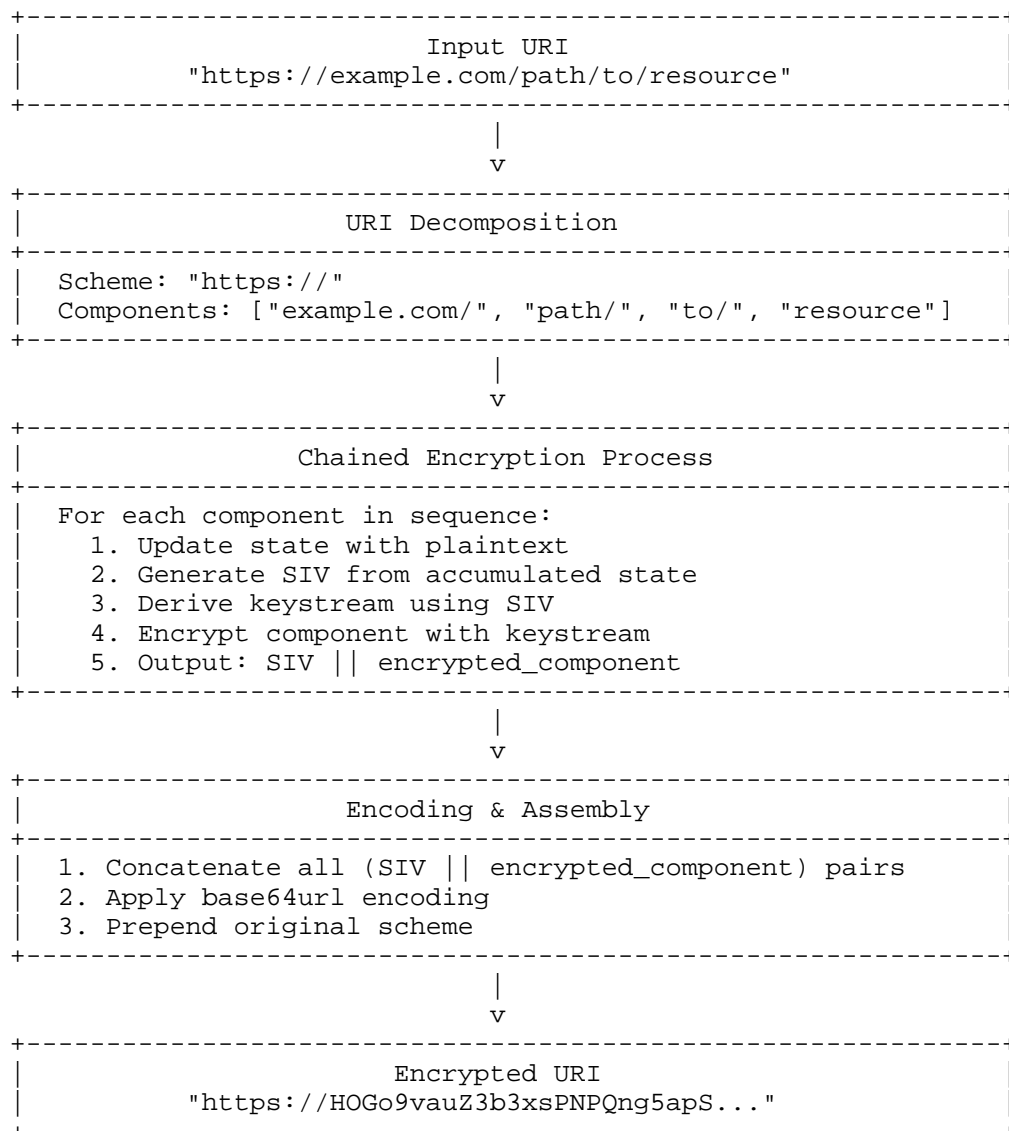 Input URI
"https://example.com/path/to/resource"
v
URI Decomposition
Scheme: "https://"
Components: ["example.com/", "path/", "to/", "resource"]
v
Chained Encryption Process
For each component in sequence:
1. Update state with plaintext
2. Generate SIV from accumulated state
3. Derive keystream using SIV
4. Encrypt component with keystream
5. Output: SIV || encrypted_component
v
Encoding & Assembly
1. Concatenate all (SIV || encrypted_component) pairs
2. Apply base64url encoding
3. Prepend original scheme
v
Encrypted URI
"https://HOGo9vauZ3b3xsPNPQng5apS..."